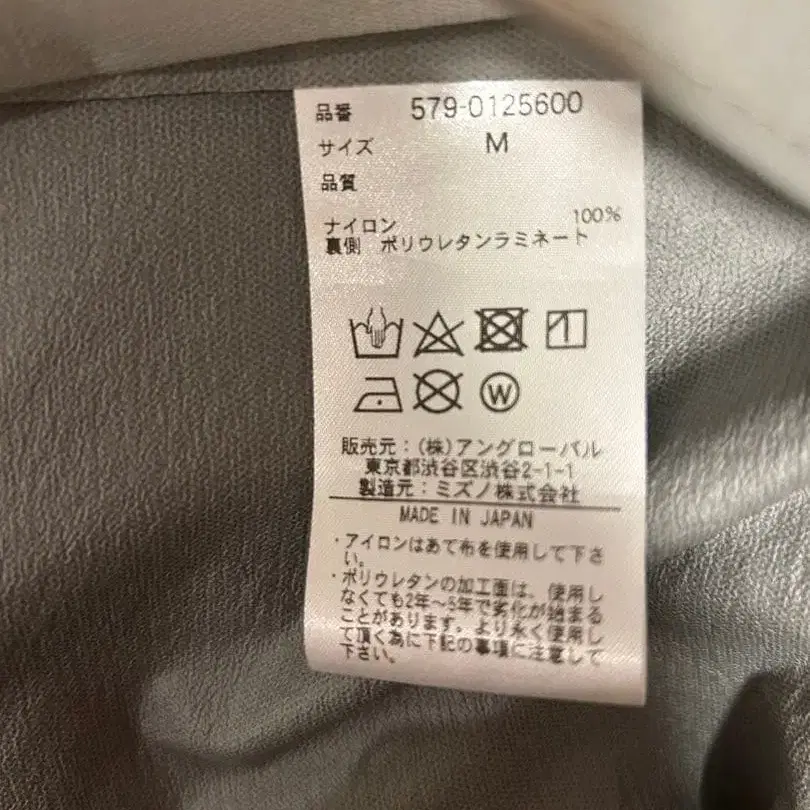 品番 579-0125600
サイズ M
品質
ナイロン 100%
裏側 ポリウレタンラミネート
W
販売元：(株)アングローバル
東京都渋谷区渋谷2-1-1
製造元：ミズノ株式会社
MADE IN JAPAN
・アイロンはあて布を使用して下さ
い。
・ポリウレタンの加工面は、使用し
なくても2年～5年で劣化が始まる
ことがあります。より永く使用し
て頂く為に下記の事項に注意して
下さい。